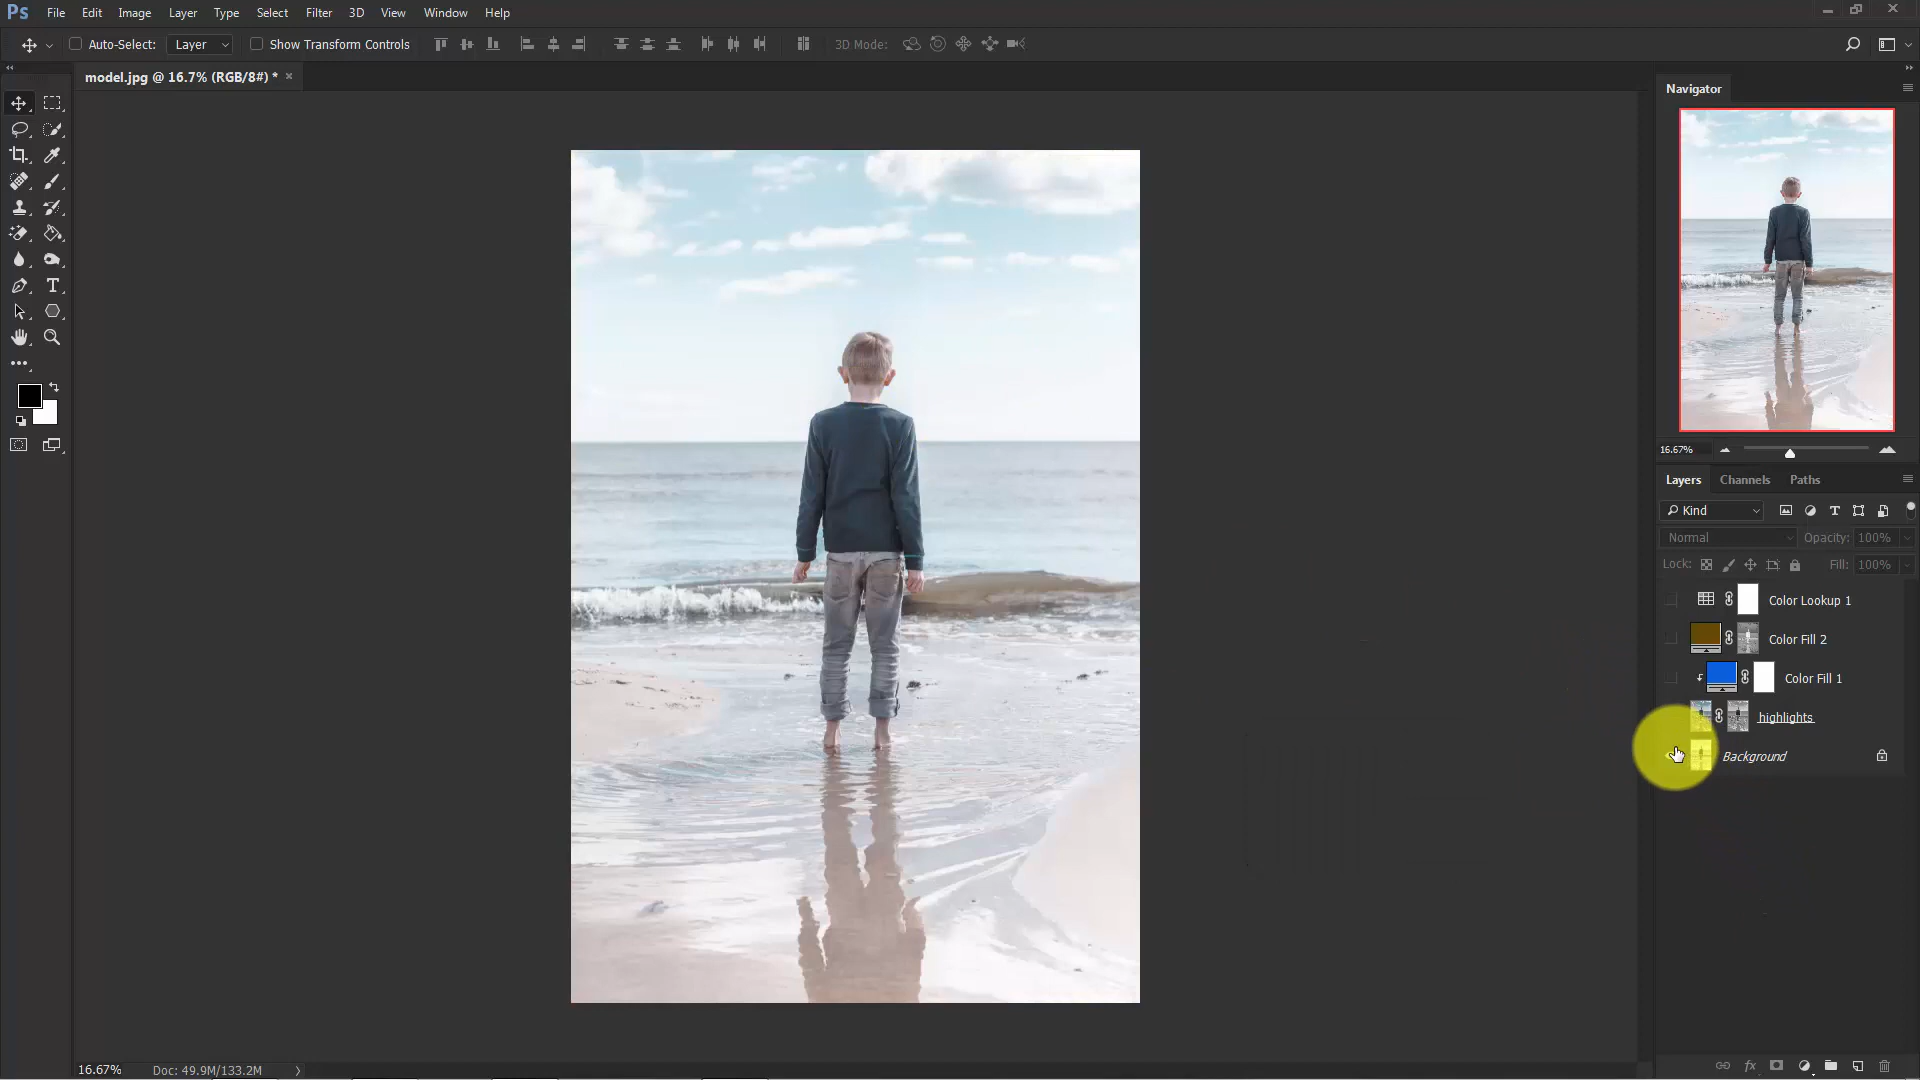 Ps File Edit Image Layer Type Select Filter 3D View Window Help
Auto-Select: Layer Show Transform Controls 3D Mode:
model.jpg @ 16.7% (RGB/8#) * ×
Navigator
16.67%
Layers Channels Paths
Kind
Normal Opacity: 100%
Lock: Fill: 100%
Color Lookup 1
Color Fill 2
Color Fill 1
highlights
Background
16.67% Doc: 49.9M/133.2M